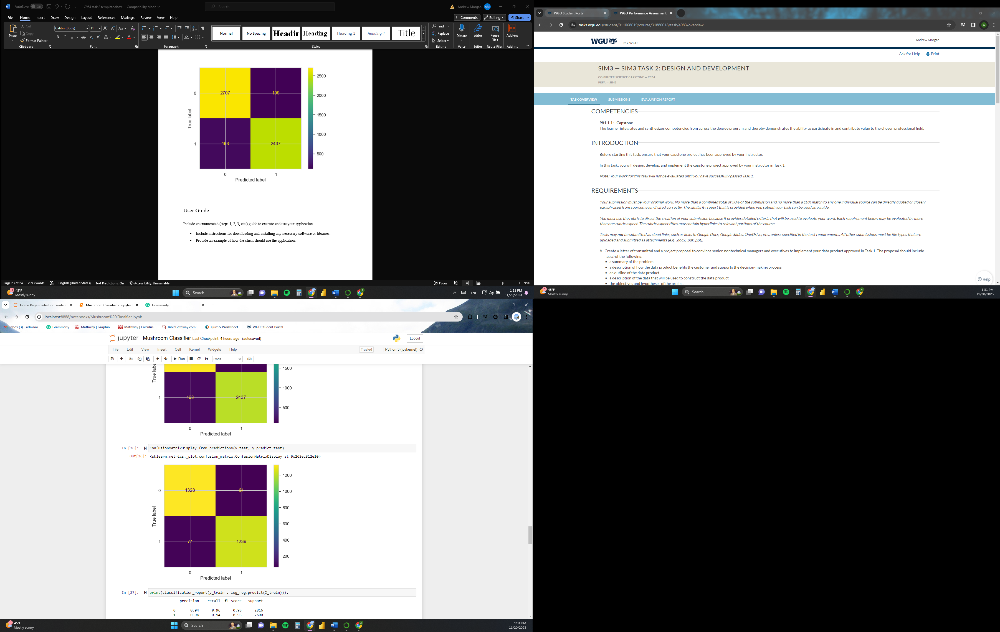 AutoSave Off C964 task 2 template.docx - Compatibility Mode Search Andrew Morgan AM
File Home Insert Draw Design Layout References Mailings Review View Help Comments Editing Share
Paste Cut Copy Format Painter Calibri (Body) 11 Normal No Spacing Headin Heading Heading 3 Heading 4 Title Find Replace Select Dictate Editor Reuse Files Add-ins
Clipboard Font Paragraph Styles Editing Voice Editor Reuse Files Add-ins
2500
0 2707 109
2000
1500
True label
1000
1 163 2437
500
0 1
Predicted label
User Guide
Include an enumerated (steps 1, 2, 3, etc.) guide to execute and use your application.
• Include instructions for downloading and installing any necessary software or libraries.
• Provide an example of how the client should use the application.
Page 23 of 24 2993 words English (United States) Text Predictions: On Accessibility: Unavailable Focus 95%
45°F Mostly sunny Search ENG 1:31 PM 11/20/2023
WGU Student Portal WGU Performance Assessment
tasks.wgu.edu/student/011068619/course/31880018/task/4083/overview
WGU MY WGU Andrew Morgan
Ask for Help Print
SIM3 — SIM3 TASK 2: DESIGN AND DEVELOPMENT
COMPUTER SCIENCE CAPSTONE — C964
PRFA — SIM3
TASK OVERVIEW SUBMISSIONS EVALUATION REPORT
COMPETENCIES
981.1.1 : Capstone
The learner integrates and synthesizes competencies from across the degree program and thereby demonstrates the ability to participate in and contribute value to the chosen professional field.
INTRODUCTION
Before starting this task, ensure that your capstone project has been approved by your instructor.
In this task, you will design, develop, and implement the capstone project approved by your instructor in Task 1.
Note: Your work for this task will not be evaluated until you have successfully passed Task 1.
REQUIREMENTS
Your submission must be your original work. No more than a combined total of 30% of the submission and no more than a 10% match to any one individual source can be directly quoted or closely
paraphrased from sources, even if cited correctly. The similarity report that is provided when you submit your task can be used as a guide.
You must use the rubric to direct the creation of your submission because it provides detailed criteria that will be used to evaluate your work. Each requirement below may be evaluated by more
than one rubric aspect. The rubric aspect titles may contain hyperlinks to relevant portions of the course.
Tasks may not be submitted as cloud links, such as links to Google Docs, Google Slides, OneDrive, etc., unless specified in the task requirements. All other submissions must be file types that are
uploaded and submitted as attachments (e.g., .docx, .pdf, .ppt).
A. Create a letter of transmittal and a project proposal to convince senior, nontechnical managers and executives to implement your data product approved in Task 1. The proposal should include
each of the following:
• a summary of the problem
• a description of how the data product benefits the customer and supports the decision-making process
• an outline of the data product
• a description of the data that will be used to construct the data product
• the objectives and hypotheses of the project
Help
45°F Mostly sunny Search 1:31 PM 11/20/2023
Home Page - Select or create a Mushroom Classifier - Jupyter Grammarly
localhost:8888/notebooks/Mushroom%20Classifier.ipynb
Inbox (3) - admsao... Grammarly Mathway | Graphin... Mathway | Calculus... BibleGateway.com:... Quiz & Worksheet... WGU Student Portal
jupyter Mushroom Classifier Last Checkpoint: 4 hours ago (autosaved) Logout
File Edit View Insert Cell Kernel Widgets Help Trusted Python 3 (ipykernel)
Run Code
True labe
1500
1000
1 163 2437
500
0 1
Predicted label
In [26]: ConfusionMatrixDisplay.from_predictions(y_test, y_predict_test)
Out[26]: <sklearn.metrics._plot.confusion_matrix.ConfusionMatrixDisplay at 0x263ec312e10>
1200
0 1328 64
1000
800
True label
600
400
1 77 1239
200
0 1
Predicted label
In [27]: print(classification_report(y_train , log_reg.predict(X_train)));
precision recall f1-score support
0 0.94 0.96 0.95 2816
1 0.96 0.94 0.95 2600
45°F Mostly sunny Search 1:31 PM 11/20/2023